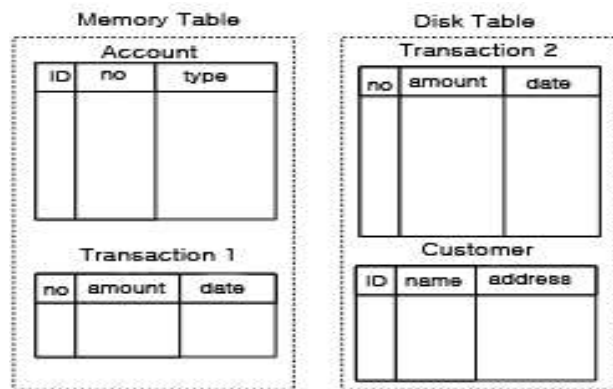 Memory Table
Account
ID no type
Transaction 1
no amount date
Disk Table
Transaction 2
no amount date
Customer
ID name address